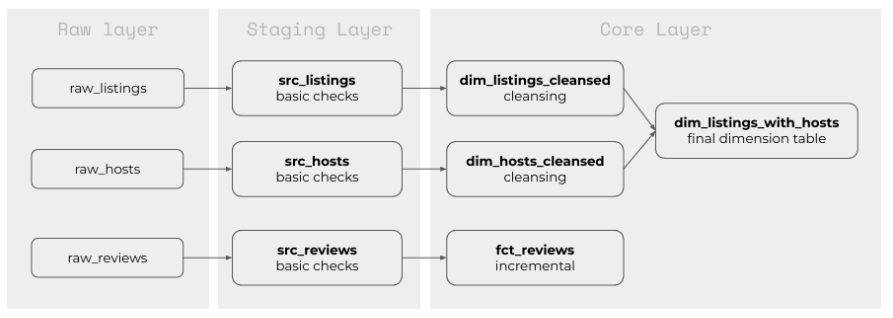 Raw layer
Staging Layer
Core Layer
raw_listings
src_listings
basic checks
dim_listings_cleansed
cleansing
dim_listings_with_hosts
final dimension table
raw_hosts
src_hosts
basic checks
dim_hosts_cleansed
cleansing
raw_reviews
src_reviews
basic checks
fct_reviews
incremental